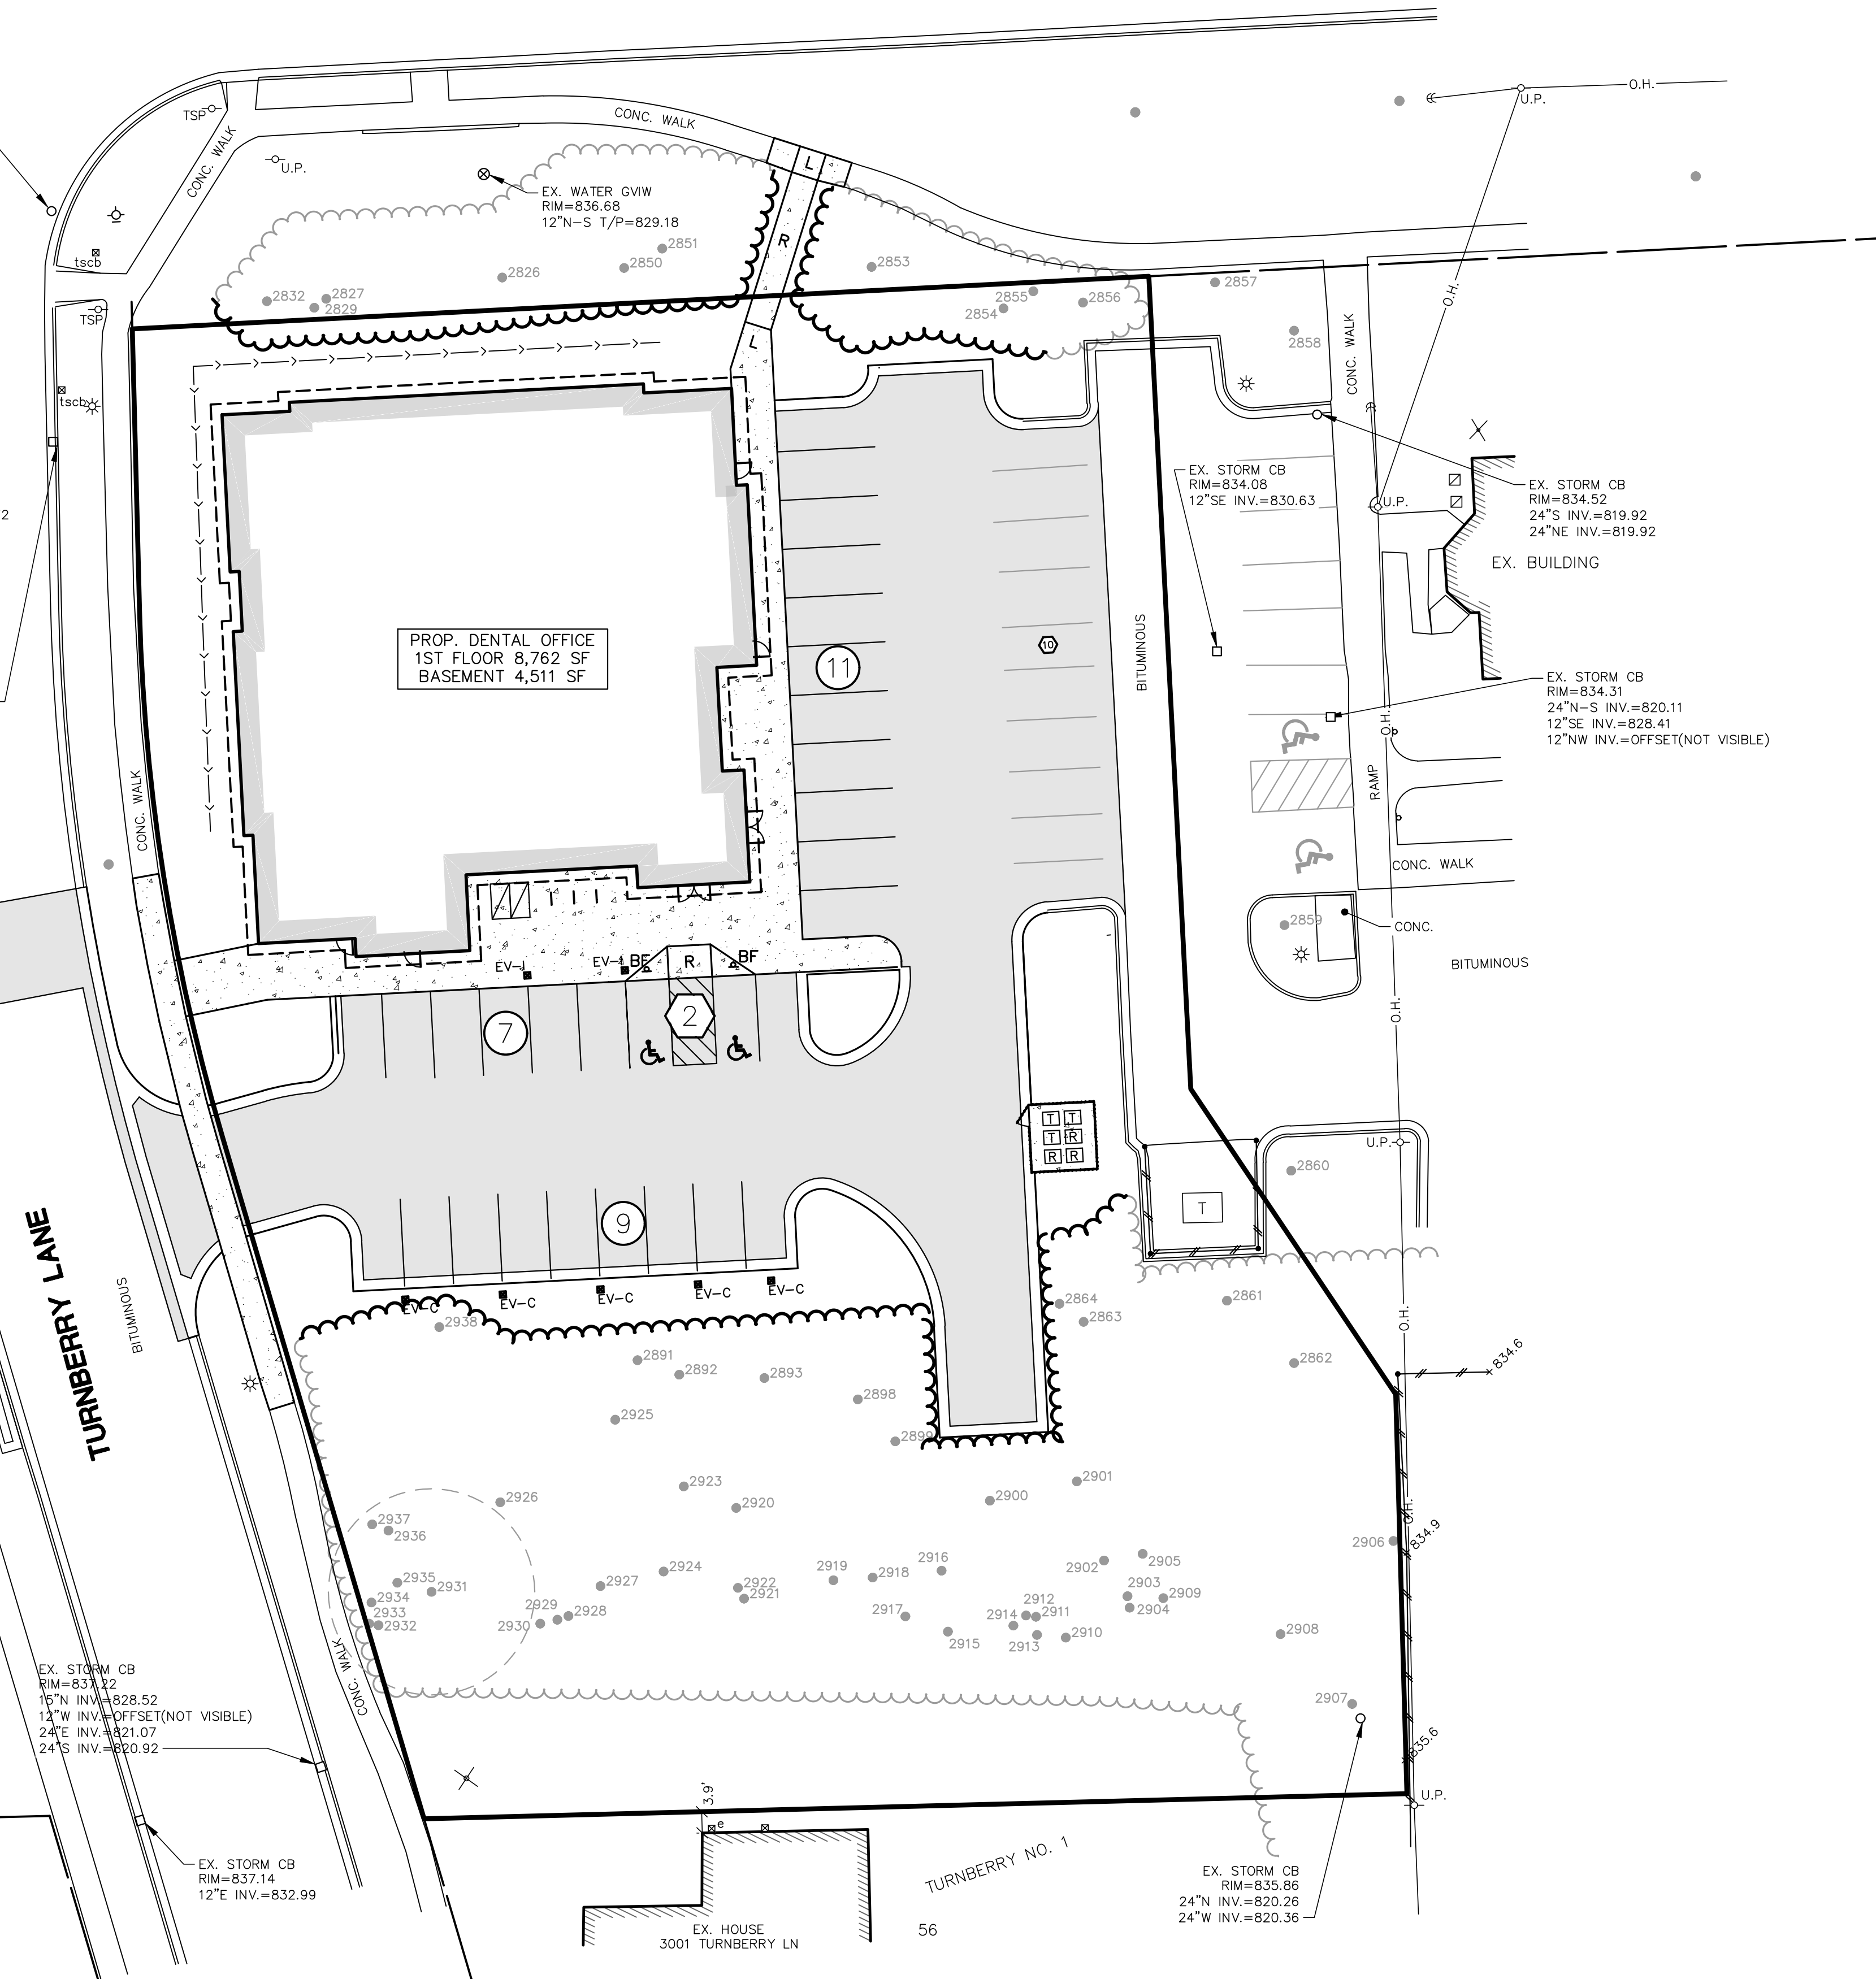 O.H.
U.P.
TSP
CONC. WALK
CONC. WALK
U.P.
L
EX. WATER GVIW
RIM=836.68
12"N-S T/P=829.18
R
tscb
2851
2850
2826
2853
2832
2827
2829
2855
2854
2856
2857
2858
O.H.
TSP
L
CONC. WALK
tscb
EX. STORM CB
RIM=834.08
12"SE INV.=830.63
U.P.
EX. STORM CB
RIM=834.52
24"S INV.=819.92
24"NE INV.=819.92
2
EX. BUILDING
PROP. DENTAL OFFICE
1ST FLOOR 8,762 SF
BASEMENT 4,511 SF
11
10
BITUMINOUS
EX. STORM CB
RIM=834.31
24"N-S INV.=820.11
12"SE INV.=828.41
12"NW INV.=OFFSET(NOT VISIBLE)
O.H.
RAMP
CONC. WALK
CONC. WALK
2859
CONC.
BITUMINOUS
EV-I
EV-I
BF
R
BF
O.H.
7
2
T T
T R
R R
U.P.
2860
T
9
TURNBERRY LANE
BITUMINOUS
EV-C
EV-C
EV-C
EV-C
EV-C
2864
2863
2861
O.H.
2938
2891
2892
2893
2862
834.6
2898
2925
2899
2901
2923
2926
2920
2900
O.H.
2937
2936
2906
834.9
2935
2931
2934
2933
2932
2924
2927
2922
2921
2919
2918
2916
2902
2905
2903
2909
2904
2929
2928
2930
2917
2912
2914
2911
2915
2913
2910
2908
CONC. WALK
EX. STORM CB
RIM=837.22
15"N INV.=828.52
12"W INV.=OFFSET(NOT VISIBLE)
24"E INV.=821.07
24"S INV.=820.92
2907
835.6
3.9'
U.P.
e
EX. STORM CB
RIM=837.14
12"E INV.=832.99
TURNBERRY NO. 1
EX. STORM CB
RIM=835.86
24"N INV.=820.26
24"W INV.=820.36
EX. HOUSE
3001 TURNBERRY LN
56